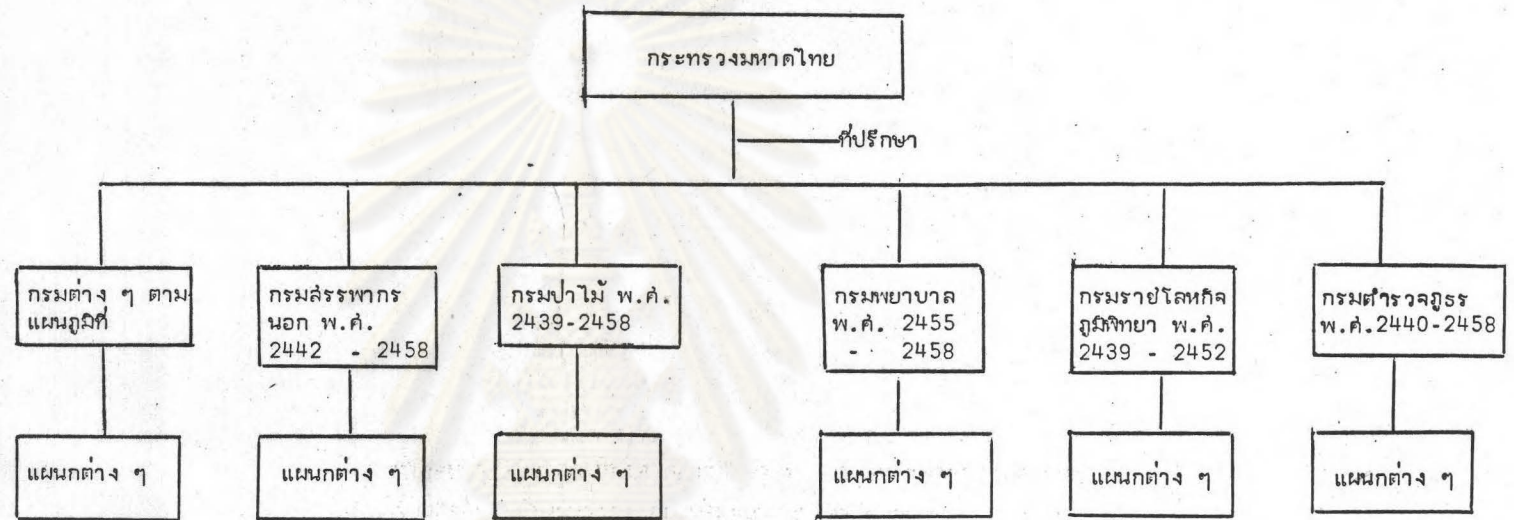 กระทรวงมหาดไทย
ที่ปรึกษา
กรมต่าง ๆ ตาม
แผนภูมิที่
กรมสรรพากร
นอก พ.ศ.
2442 - 2458
กรมป่าไม้ พ.ศ.
2439-2458
กรมพยาบาล
พ.ศ. 2455
- 2458
กรมราชโลหกิจ
ภูมิพิทยา พ.ศ.
2439 - 2452
กรมตำรวจภูธร
พ.ศ.2440-2458
แผนกต่าง ๆ
แผนกต่าง ๆ
แผนกต่าง ๆ
แผนกต่าง ๆ
แผนกต่าง ๆ
แผนกต่าง ๆ